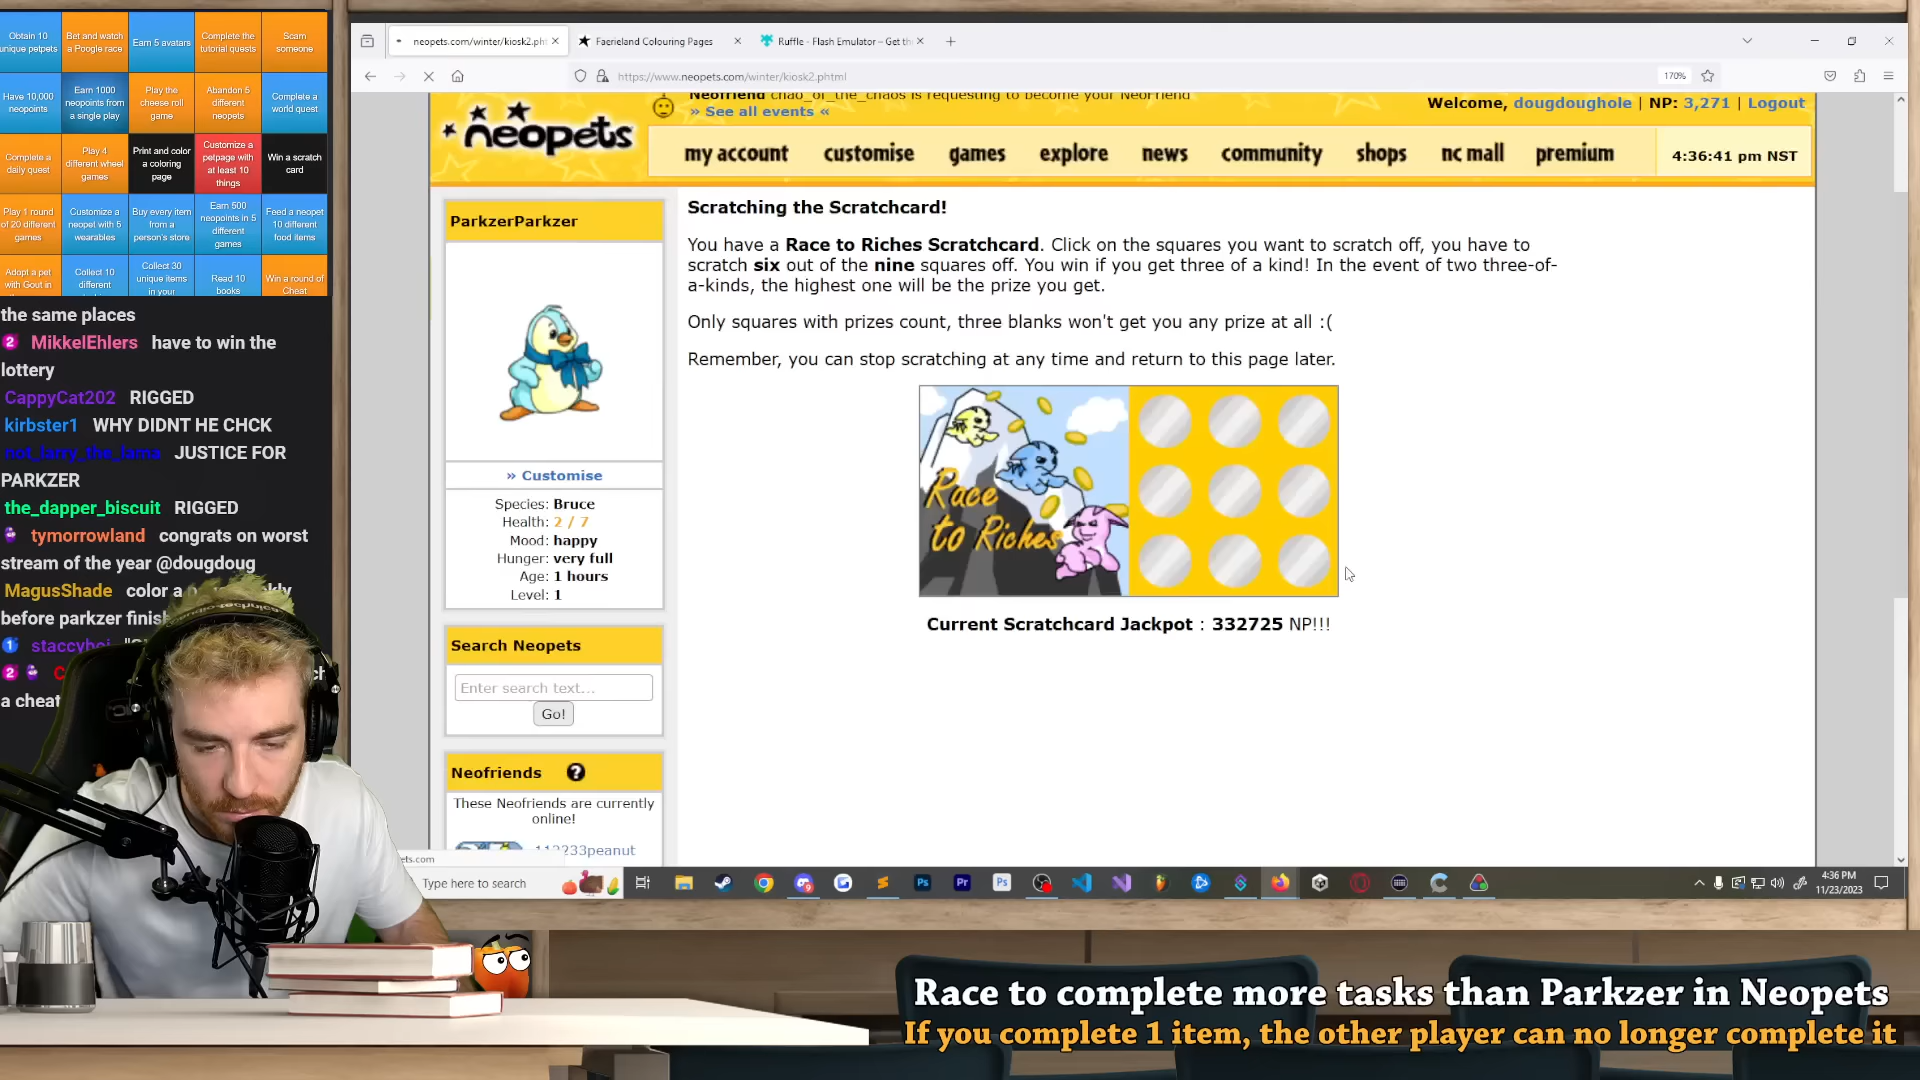 Obtain 10
unique petpets
Bet and watch
a Poogle race
Earn 5 avatars
Complete the
tutorial quests
Scam
someone
Have 10,000
neopoints
Earn 1000
neopoints from
a single play
Play the
cheese roll
game
Abandon 5
different
neopets
Complete a
world quest
Complete a
daily quest
Play 4
different wheel
games
Print and color
a coloring
page
Customize a
petpage with
at least 10
things
Win a scratch
card
Play 1 round
of 20 different
games
Customize a
neopet with 5
wearables
Buy every item
from a
person's store
Earn 500
neopoints in 5
different
games
Feed a neopet
10 different
food items
Adopt a pet
with Gout in
Collect 10
different
Collect 30
unique items
in your
Read 10
books
Win a round of
Cheat
the same places
2 MikkelEhlers have to win the
lottery
CappyCat202 RIGGED
kirbster1 WHY DIDNT HE CHCK
not_larry_the_lama JUSTICE FOR
PARKZER
the_dapper_biscuit RIGGED
tymorrowland congrats on worst
stream of the year @dougdoug
MagusShade color a
before parkzer finish
1 staccyboi
2
a cheat
neopets.com/winter/kiosk2.pht
Faerieland Colouring Pages
Ruffle - Flash Emulator – Get th
https://www.neopets.com/winter/kiosk2.phtml
170%
neopets
Neofriend chao_of_the_chaos is requesting to become your NeoFriend
» See all events «
Welcome, dougdoughole | NP: 3,271 | Logout
my account customise games explore news community shops nc mall premium
4:36:41 pm NST
ParkzerParkzer
» Customise
Species: Bruce
Health: 2 / 7
Mood: happy
Hunger: very full
Age: 1 hours
Level: 1
Search Neopets
Enter search text...
Go!
Neofriends ?
These Neofriends are currently
online!
112233peanut
Scratching the Scratchcard!
You have a Race to Riches Scratchcard. Click on the squares you want to scratch off, you have to
scratch six out of the nine squares off. You win if you get three of a kind! In the event of two three-of-
a-kinds, the highest one will be the prize you get.
Only squares with prizes count, three blanks won't get you any prize at all :(
Remember, you can stop scratching at any time and return to this page later.
Race
to Riches
Current Scratchcard Jackpot : 332725 NP!!!
ets.com
Type here to search
Ps
Pr
Ps
4:36 PM
11/23/2023
Race to complete more tasks than Parkzer in Neopets
If you complete 1 item, the other player can no longer complete it